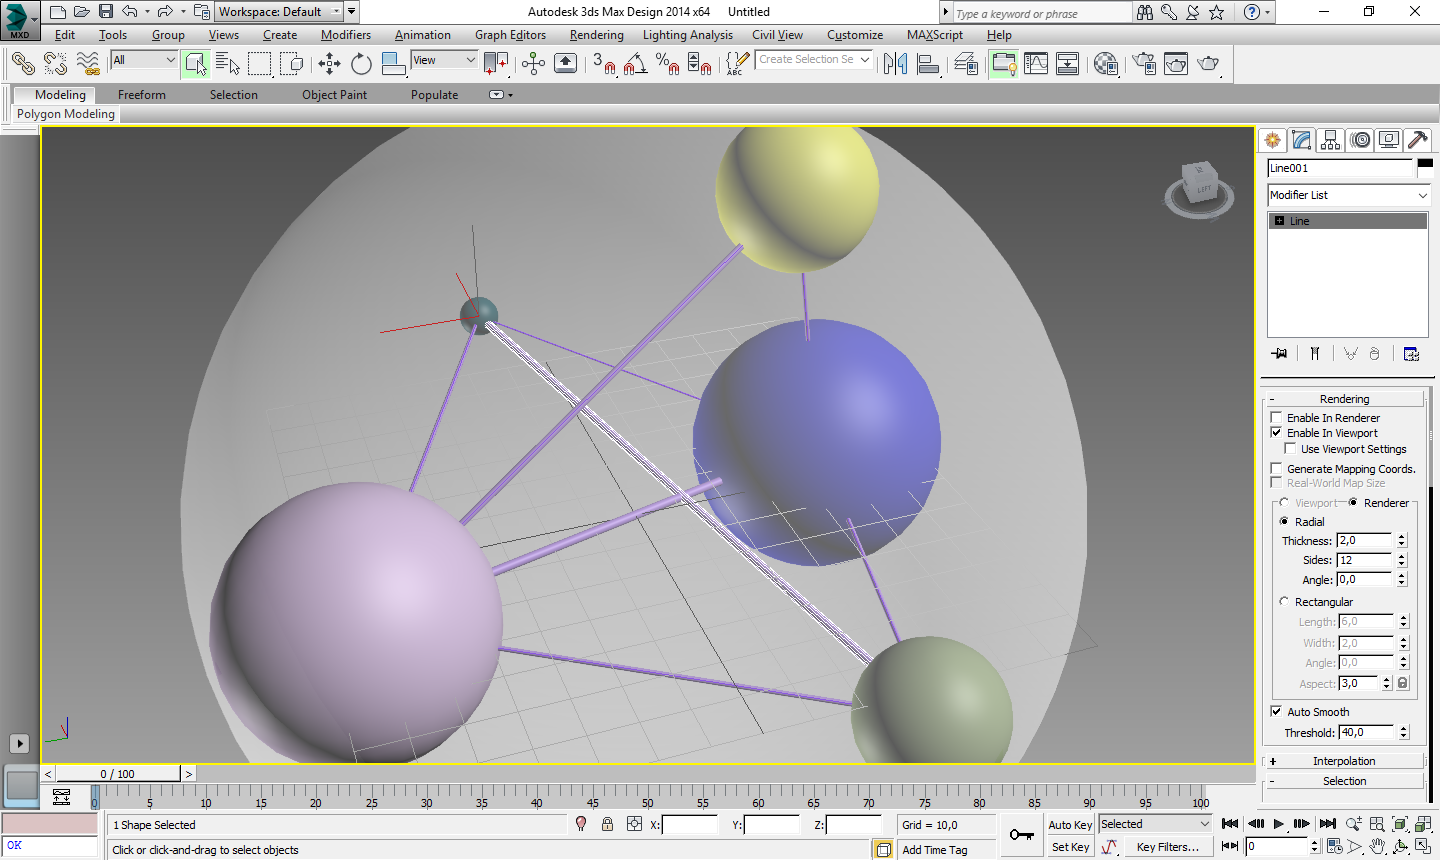 MXD
Workspace: Default
Autodesk 3ds Max Design 2014 x64 Untitled
Type a keyword or phrase
Edit Tools Group Views Create Modifiers Animation Graph Editors Rendering Lighting Analysis Civil View Customize MAXScript Help
All
View
3
%
ABC
Create Selection Se
Modeling Freeform Selection Object Paint Populate
Polygon Modeling
LEFT
Line001
Modifier List
Line
- Rendering
Enable In Renderer
Enable In Viewport
Use Viewport Settings
Generate Mapping Coords.
Real-World Map Size
Viewport Renderer
Radial
Thickness: 2,0
Sides: 12
Angle: 0,0
Rectangular
Length: 6,0
Width: 2,0
Angle: 0,0
Aspect: 3,0
Auto Smooth
Threshold: 40,0
+ Interpolation
- Selection
< 0 / 100 >
0 5 10 15 20 25 30 35 40 45 50 55 60 65 70 75 80 85 90 95 100
1 Shape Selected X: Y: Z: Grid = 10,0 Auto Key Selected
OK
Click or click-and-drag to select objects Add Time Tag Set Key Key Filters... 0